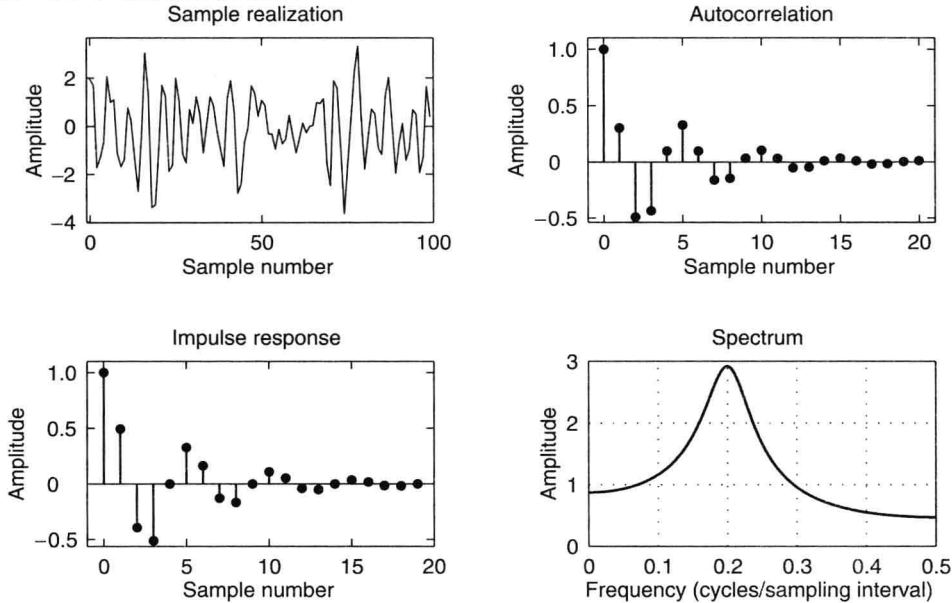 Sample realization
Amplitude
2
0
−2
−4
0
50
100
Sample number
Autocorrelation
Amplitude
1.0
0.5
0
−0.5
0
5
10
15
20
Sample number
Impulse response
Amplitude
1.0
0.5
0
−0.5
0
5
10
15
20
Sample number
Spectrum
Amplitude
3
2
1
0
0
0.1
0.2
0.3
0.4
0.5
Frequency (cycles/sampling interval)